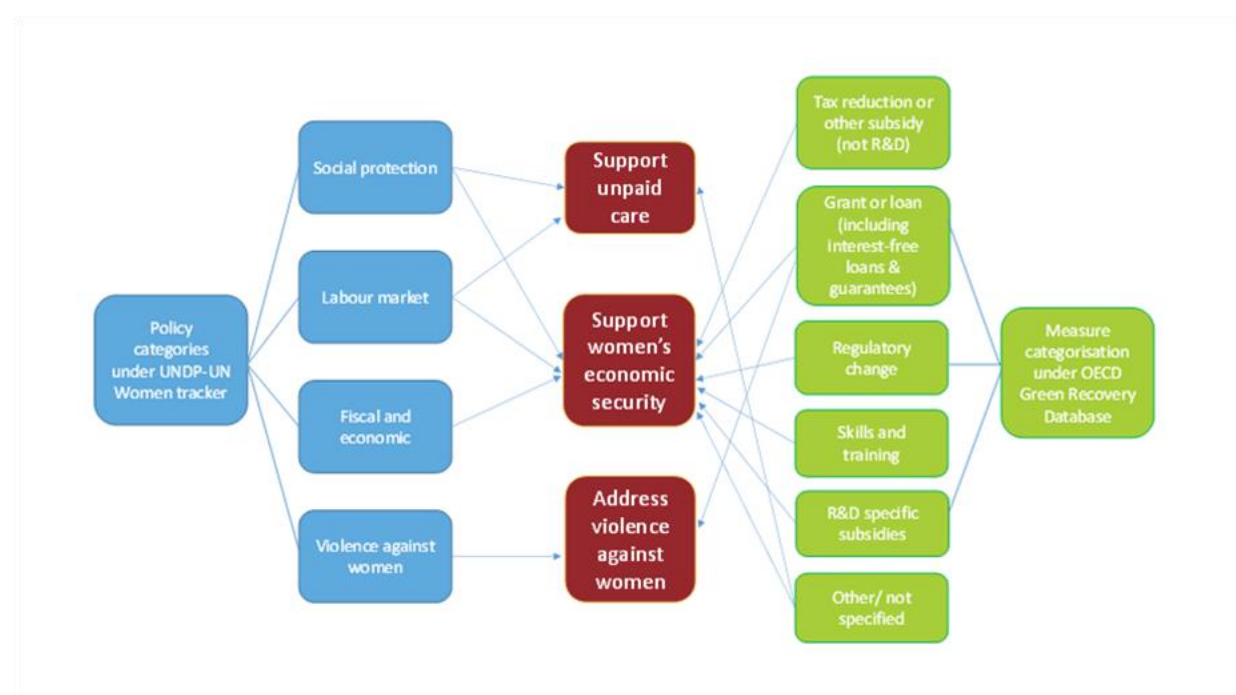 Policy
categories
under UNDP-UN
Women tracker
Social protection
Labour market
Fiscal and
economic
Violence against
women
Support
unpaid
care
Support
women's
economic
security
Address
violence
against
women
Tax reduction or
other subsidy
(not R&D)
Grant or loan
(including
interest-free
loans &
guarantees)
Regulatory
change
Skills and
training
R&D specific
subsidies
Other/ not
specified
Measure
categorisation
under OECD
Green Recovery
Database